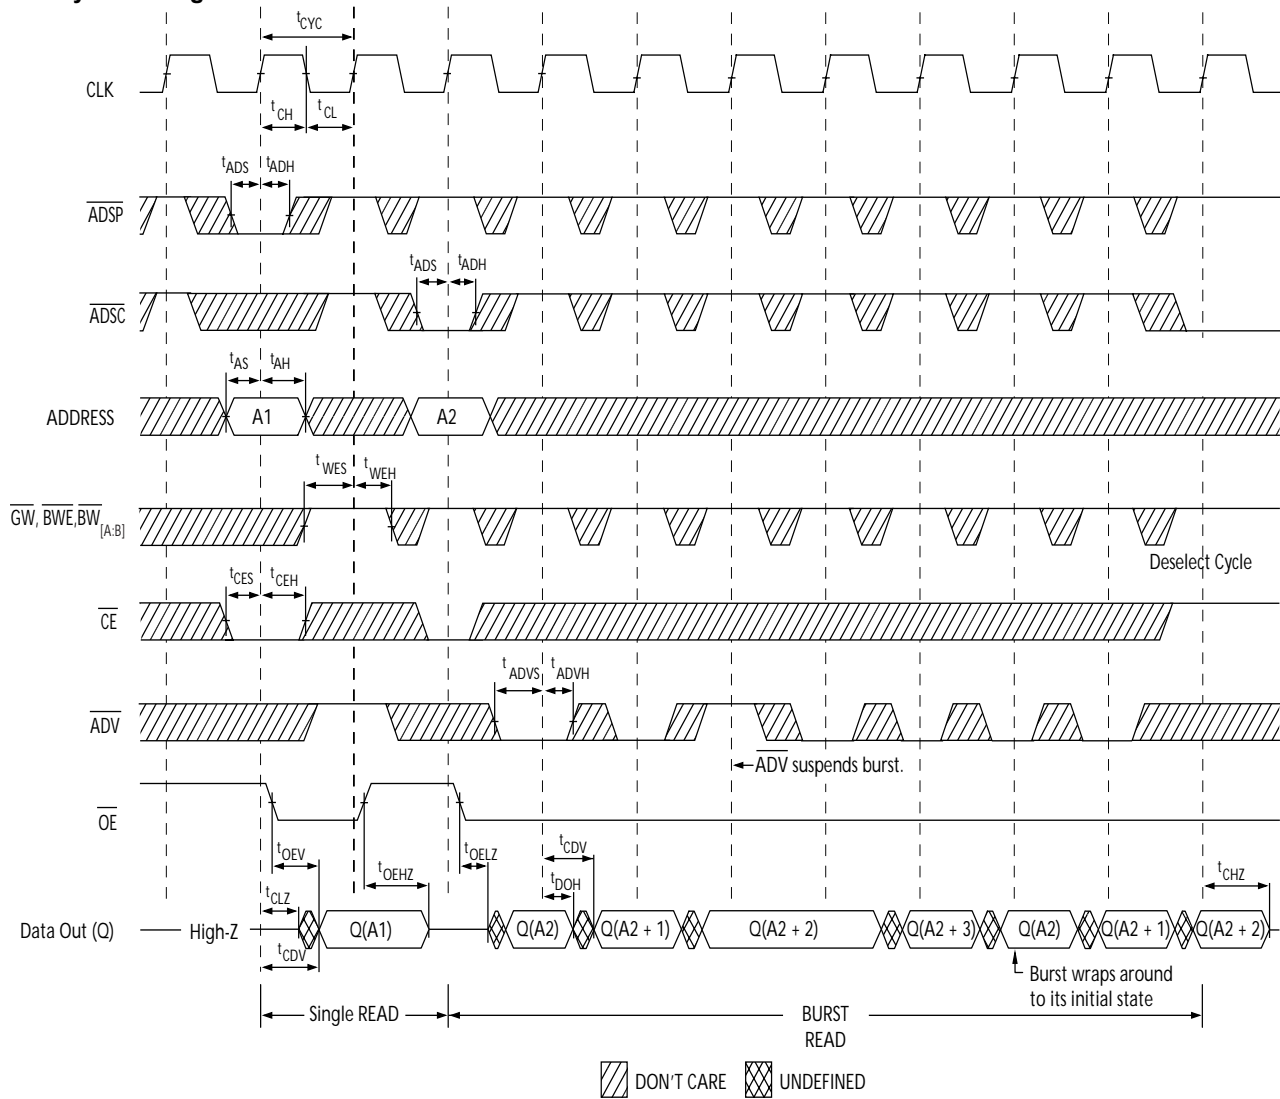 tCYC
CLK
tCH
tCL
tADS
tADH
ADSP
tADS
tADH
ADSC
tAS
tAH
ADDRESS
A1
A2
tWES
tWEH
GW, BWE,BW[A:B]
Deselect Cycle
tCES
tCEH
CE
tADVS
tADVH
ADV
ADV suspends burst.
OE
tOEV
tOEHZ
tOELZ
tCDV
tDOH
tCHZ
tCLZ
Data Out (Q)
High-Z
Q(A1)
Q(A2)
Q(A2 + 1)
Q(A2 + 2)
Q(A2 + 3)
Q(A2)
Q(A2 + 1)
Q(A2 + 2)
tCDV
Burst wraps around
to its initial state
Single READ
BURST
READ
DON'T CARE
UNDEFINED